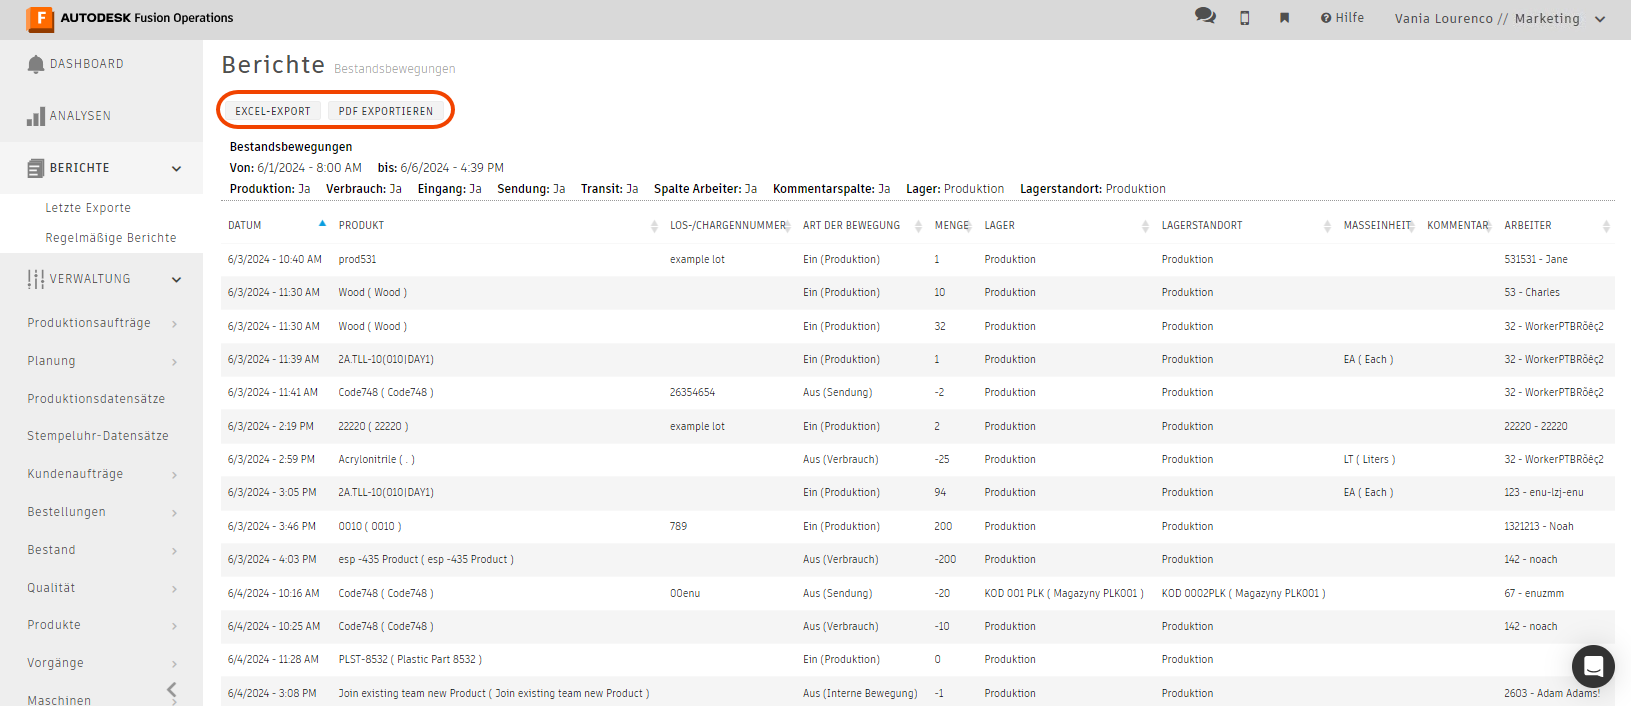 F AUTODESK Fusion Operations
Hilfe
Vania Lourenco // Marketing
DASHBOARD
ANALYSEN
BERICHTE
Letzte Exporte
Regelmäßige Berichte
VERWALTUNG
Produktionsaufträge
Planung
Produktionsdatensätze
Stempeluhr-Datensätze
Kundenaufträge
Bestellungen
Bestand
Qualität
Produkte
Vorgänge
Maschinen
Berichte Bestandsbewegungen
EXCEL-EXPORT PDF EXPORTIEREN
Bestandsbewegungen
Von: 6/1/2024 - 8:00 AM bis: 6/6/2024 - 4:39 PM
Produktion: Ja Verbrauch: Ja Eingang: Ja Sendung: Ja Transit: Ja Spalte Arbeiter: Ja Kommentarspalte: Ja Lager: Produktion Lagerstandort: Produktion
DATUM PRODUKT LOS-/CHARGENNUMMER ART DER BEWEGUNG MENGE LAGER LAGERSTANDORT MASSEINHEIT KOMMENTAR ARBEITER
6/3/2024 - 10:40 AM prod531 example lot Ein (Produktion) 1 Produktion Produktion 531531 - Jane
6/3/2024 - 11:30 AM Wood ( Wood ) Ein (Produktion) 10 Produktion Produktion 53 - Charles
6/3/2024 - 11:30 AM Wood ( Wood ) Ein (Produktion) 32 Produktion Produktion 32 - WorkerPTBRõêç2
6/3/2024 - 11:39 AM 2A.TLL-10(010|DAY1) Ein (Produktion) 1 Produktion Produktion EA ( Each ) 32 - WorkerPTBRõêç2
6/3/2024 - 11:41 AM Code748 ( Code748 ) 26354654 Aus (Sendung) -2 Produktion Produktion 32 - WorkerPTBRõêç2
6/3/2024 - 2:19 PM 22220 ( 22220 ) example lot Ein (Produktion) 2 Produktion Produktion 22220 - 22220
6/3/2024 - 2:59 PM Acrylonitrile ( . ) Aus (Verbrauch) -25 Produktion Produktion LT ( Liters ) 32 - WorkerPTBRõêç2
6/3/2024 - 3:05 PM 2A.TLL-10(010|DAY1) Ein (Produktion) 94 Produktion Produktion EA ( Each ) 123 - enu-lzj-enu
6/3/2024 - 3:46 PM 0010 ( 0010 ) 789 Ein (Produktion) 200 Produktion Produktion 1321213 - Noah
6/3/2024 - 4:03 PM esp -435 Product ( esp -435 Product ) Aus (Verbrauch) -200 Produktion Produktion 142 - noach
6/4/2024 - 10:16 AM Code748 ( Code748 ) 00enu Aus (Sendung) -20 KOD 001 PLK ( Magazyny PLK001 ) KOD 0002PLK ( Magazyny PLK001 ) 67 - enuzmm
6/4/2024 - 10:25 AM Code748 ( Code748 ) Aus (Verbrauch) -10 Produktion Produktion 142 - noach
6/4/2024 - 11:28 AM PLST-8532 ( Plastic Part 8532 ) Ein (Produktion) 0 Produktion Produktion
6/4/2024 - 3:08 PM Join existing team new Product ( Join existing team new Product ) Aus (Interne Bewegung) -1 Produktion Produktion 2603 - Adam Adams!